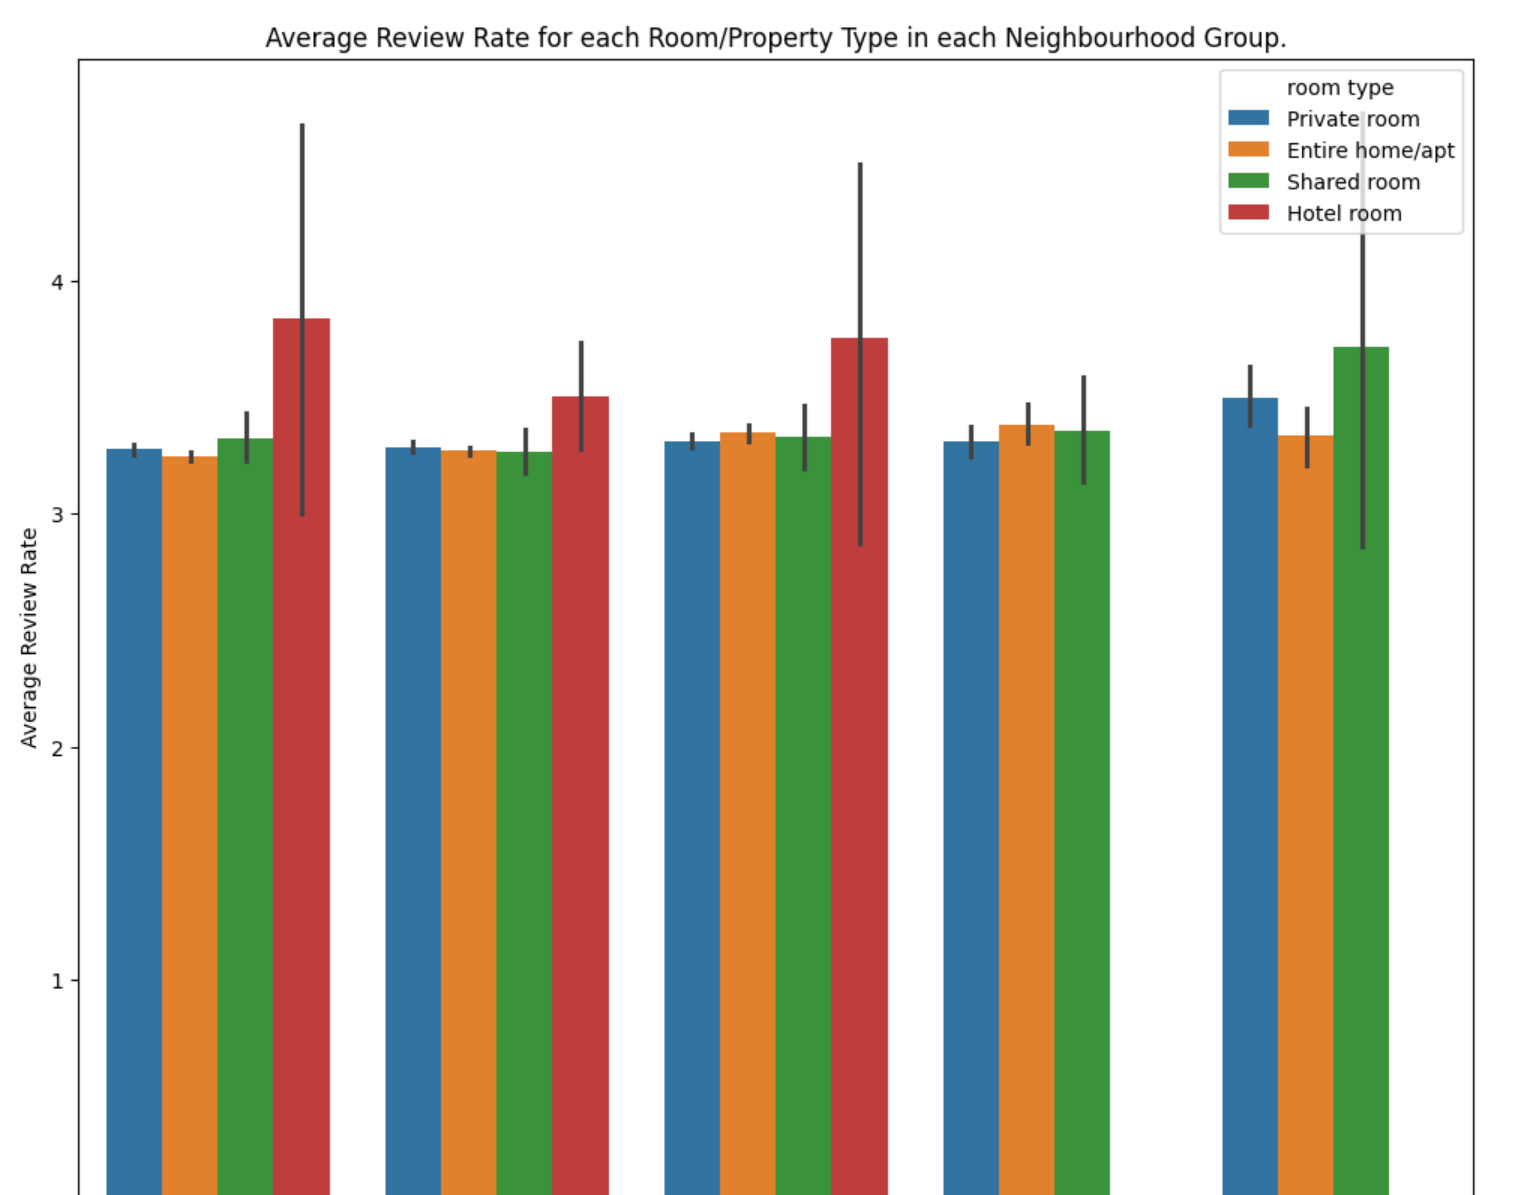 Average Review Rate for each Room/Property Type in each Neighbourhood Group.
room type
Private room
Entire home/apt
Shared room
Hotel room
4
3
2
1
Average Review Rate